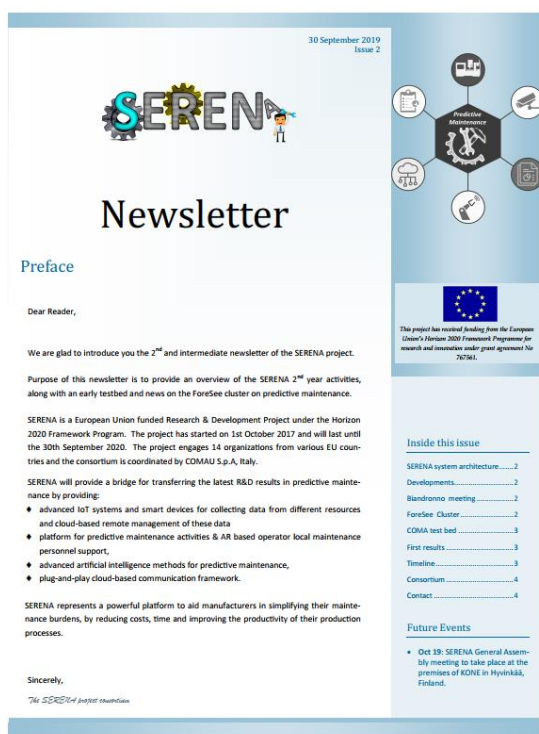 30 September 2019
Issue 2
SERENA
Newsletter
Preface
Dear Reader,
We are glad to introduce you the 2nd and intermediate newsletter of the SERENA project.
Purpose of this newsletter is to provide an overview of the SERENA 2nd year activities,
along with an early testbed and news on the ForeSee cluster on predictive maintenance.
SERENA is a European Union funded Research & Development Project under the Horizon
2020 Framework Program. The project has started on 1st October 2017 and will last until
the 30th September 2020. The project engages 14 organizations from various EU coun-
tries and the consortium is coordinated by COMAU S.p.A, Italy.
SERENA will provide a bridge for transferring the latest R&D results in predictive mainte-
nance by providing:
♦ advanced IoT systems and smart devices for collecting data from different resources
and cloud-based remote management of these data
♦ platform for predictive maintenance activities & AR based operator local maintenance
personnel support,
♦ advanced artificial intelligence methods for predictive maintenance,
♦ plug-and-play cloud-based communication framework.
SERENA represents a powerful platform to aid manufacturers in simplifying their mainte-
nance burdens, by reducing costs, time and improving the productivity of their production
processes.
Sincerely,
The SERENA project consortium
Predictive
Maintenance
This project has received funding from the European
Union's Horizon 2020 Framework Programme for
research and innovation under grant agreement No
767561.
Inside this issue
SERENA system architecture.......2
Developments...........................2
Biandronno meeting.................2
ForeSee Cluster.........................2
COMA test bed.........................3
First results................................3
Timeline....................................3
Consortium...............................4
Contact.....................................4
Future Events
• Oct 19: SERENA General Assem-
bly meeting to take place at the
premises of KONE in Hyvinkää,
Finland.